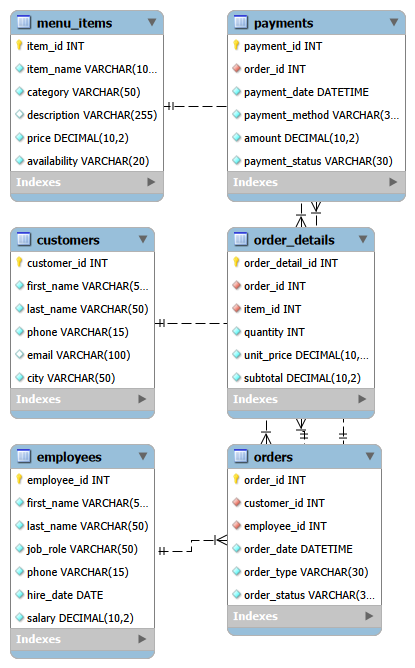 menu_items
item_id INT
item_name VARCHAR(10...
category VARCHAR(50)
description VARCHAR(255)
price DECIMAL(10,2)
availability VARCHAR(20)
Indexes
payments
payment_id INT
order_id INT
payment_date DATETIME
payment_method VARCHAR(3...
amount DECIMAL(10,2)
payment_status VARCHAR(30)
Indexes
customers
customer_id INT
first_name VARCHAR(5...
last_name VARCHAR(50)
phone VARCHAR(15)
email VARCHAR(100)
city VARCHAR(50)
Indexes
order_details
order_detail_id INT
order_id INT
item_id INT
quantity INT
unit_price DECIMAL(10,...
subtotal DECIMAL(10,2)
Indexes
employees
employee_id INT
first_name VARCHAR(5...
last_name VARCHAR(50)
job_role VARCHAR(50)
phone VARCHAR(15)
hire_date DATE
salary DECIMAL(10,2)
Indexes
orders
order_id INT
customer_id INT
employee_id INT
order_date DATETIME
order_type VARCHAR(30)
order_status VARCHAR(3...
Indexes